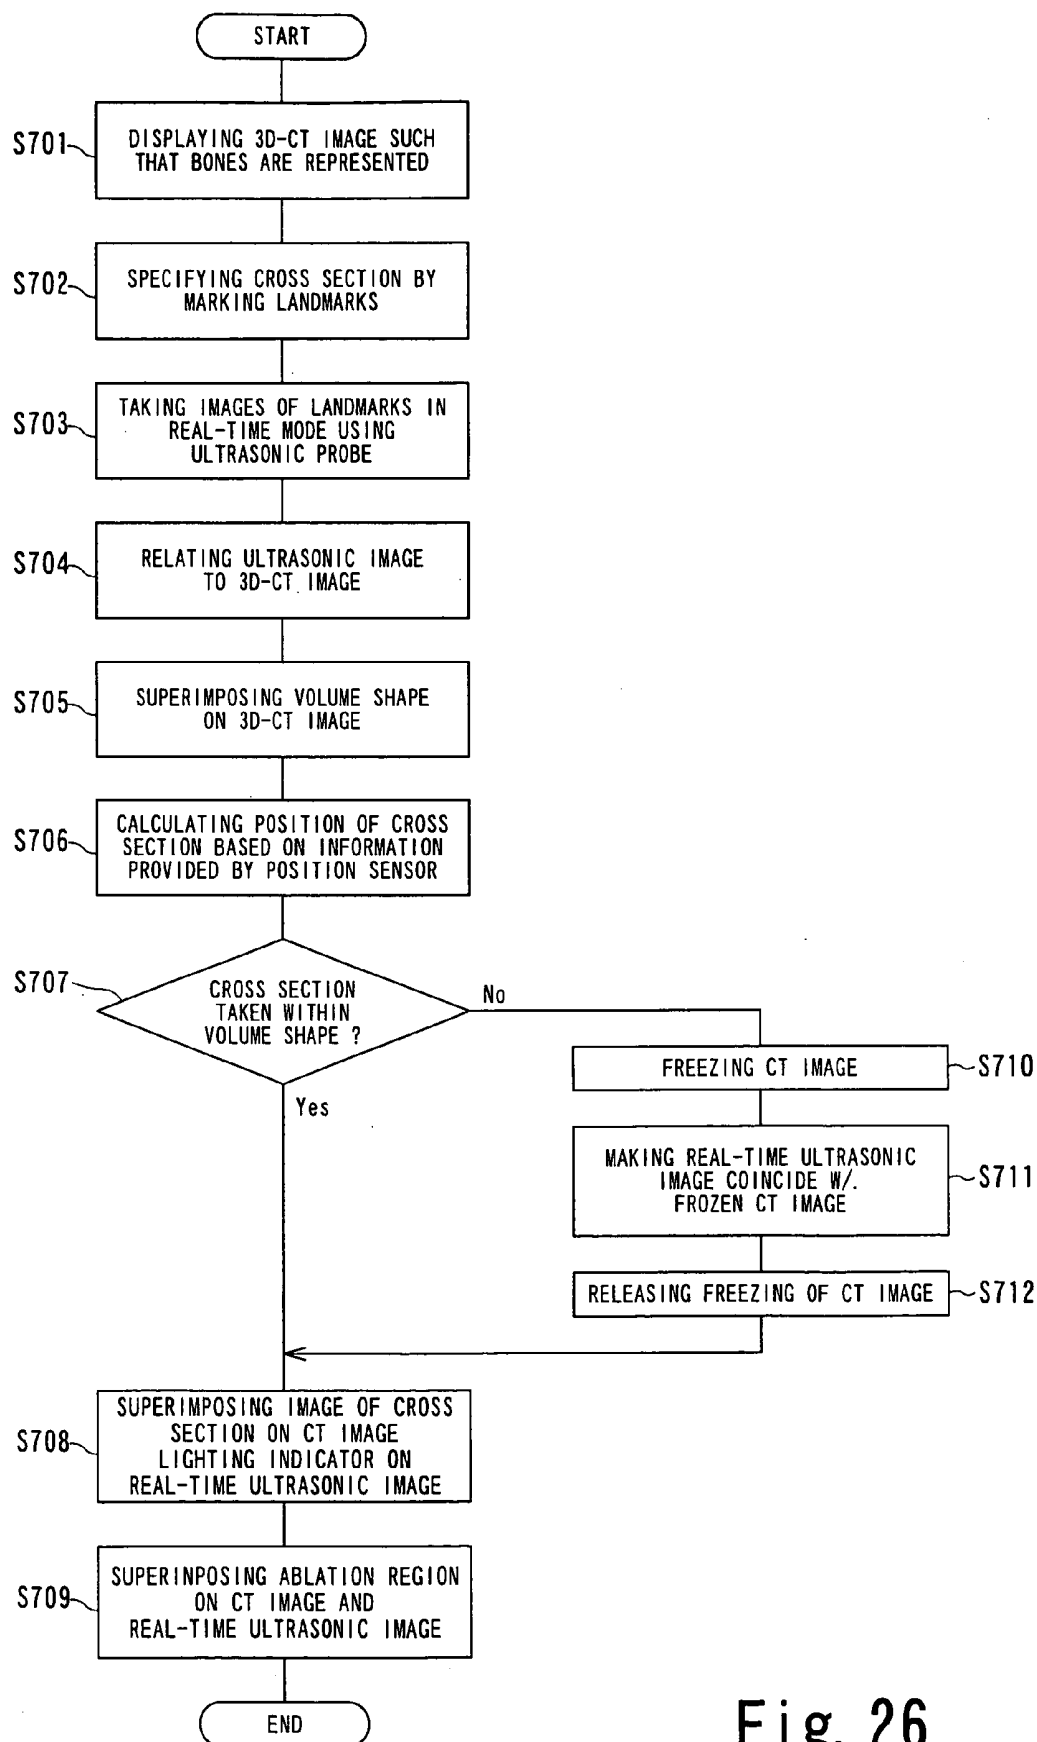 START
S701
DISPLAYING 3D-CT IMAGE SUCH
THAT BONES ARE REPRESENTED
S702
SPECIFYING CROSS SECTION BY
MARKING LANDMARKS
S703
TAKING IMAGES OF LANDMARKS IN
REAL-TIME MODE USING
ULTRASONIC PROBE
S704
RELATING ULTRASONIC IMAGE
TO 3D-CT IMAGE
S705
SUPERIMPOSING VOLUME SHAPE
ON 3D-CT IMAGE
S706
CALCULATING POSITION OF CROSS
SECTION BASED ON INFORMATION
PROVIDED BY POSITION SENSOR
S707
CROSS SECTION
TAKEN WITHIN
VOLUME SHAPE ?
No
Yes
FREEZING CT IMAGE
S710
MAKING REAL-TIME ULTRASONIC
IMAGE COINCIDE W/.
FROZEN CT IMAGE
S711
RELEASING FREEZING OF CT IMAGE
S712
S708
SUPERIMPOSING IMAGE OF CROSS
SECTION ON CT IMAGE
LIGHTING INDICATOR ON
REAL-TIME ULTRASONIC IMAGE
S709
SUPERINPOSING ABLATION REGION
ON CT IMAGE AND
REAL-TIME ULTRASONIC IMAGE
END
Fig. 26